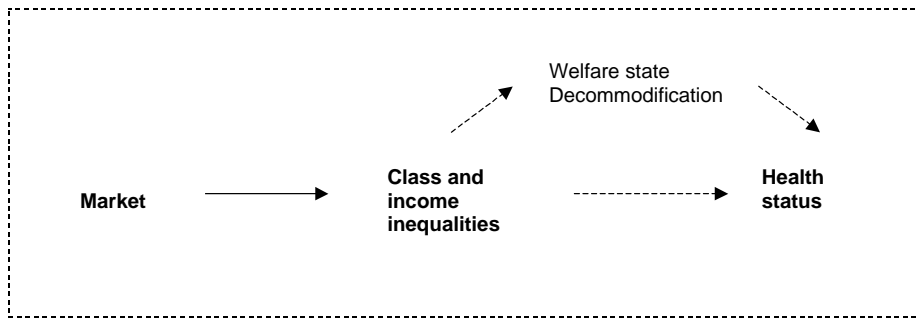 Welfare state
Decommodification
Market
Class and
income
inequalities
Health
status